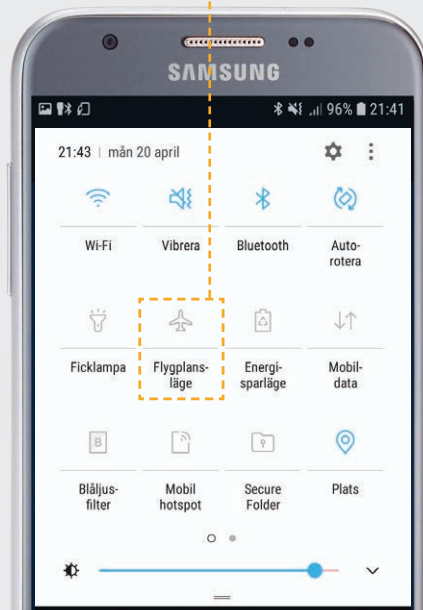 SAMSUNG
96% 21:41
21:43 | mån 20 april
Wi-Fi
Vibrera
Bluetooth
Auto-
rotera
Ficklampa
Flygplans-
läge
Energi-
sparläge
Mobil-
data
B
Blåljus-
filter
Mobil
hotspot
Secure
Folder
Plats